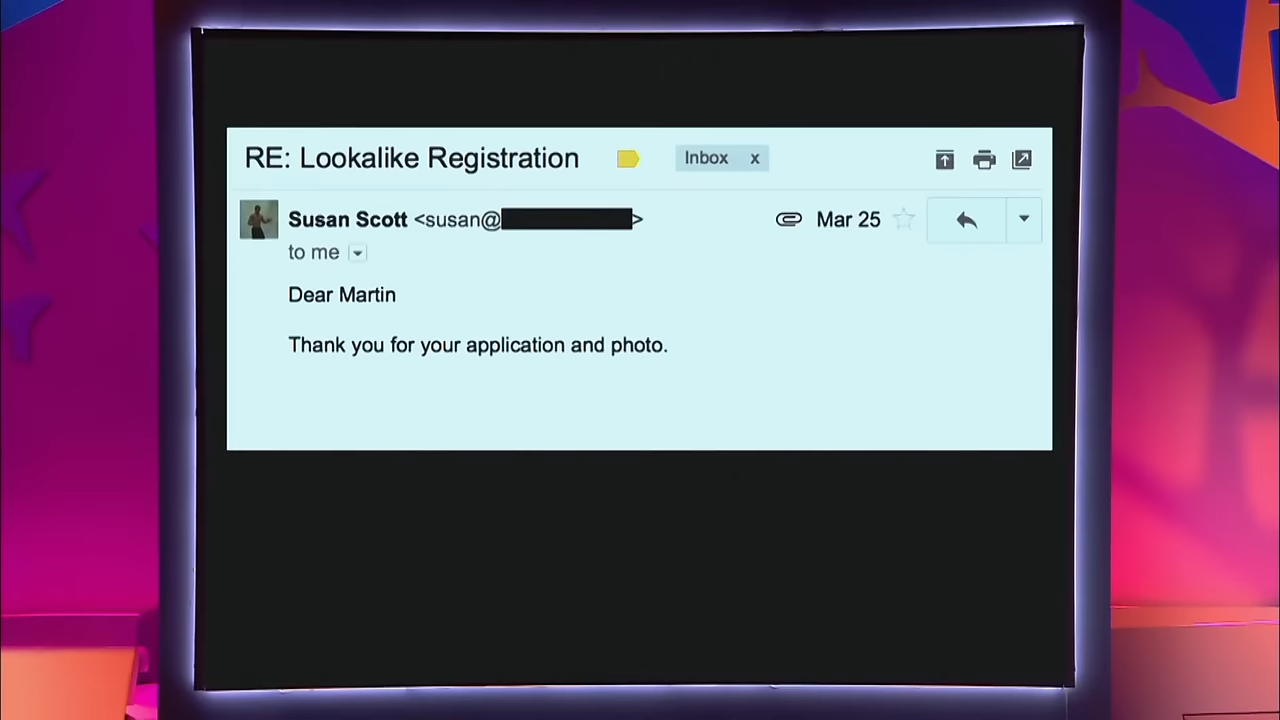 RE: Lookalike Registration
Inbox x
Susan Scott <susan@ >
Mar 25
to me
Dear Martin
Thank you for your application and photo.